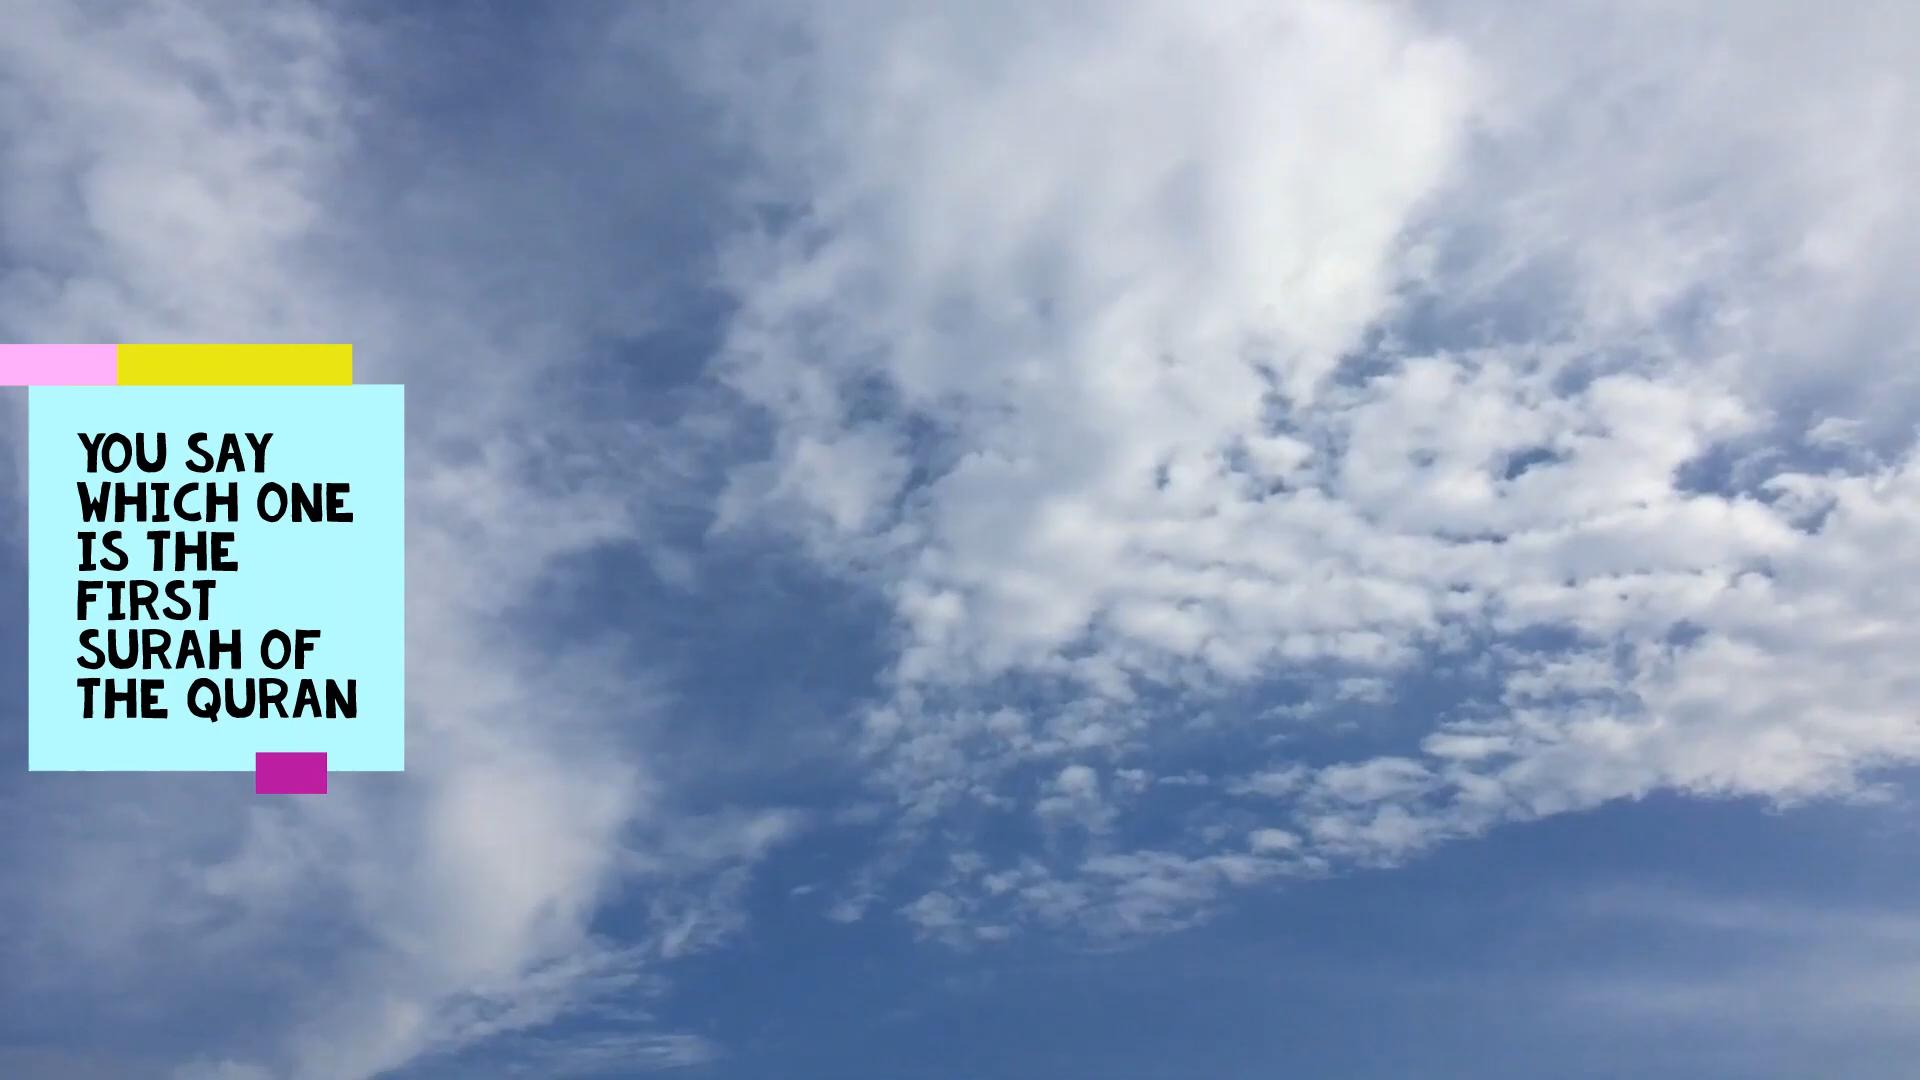 YOU SAY
WHICH ONE
IS THE
FIRST
SURAH OF
THE QURAN